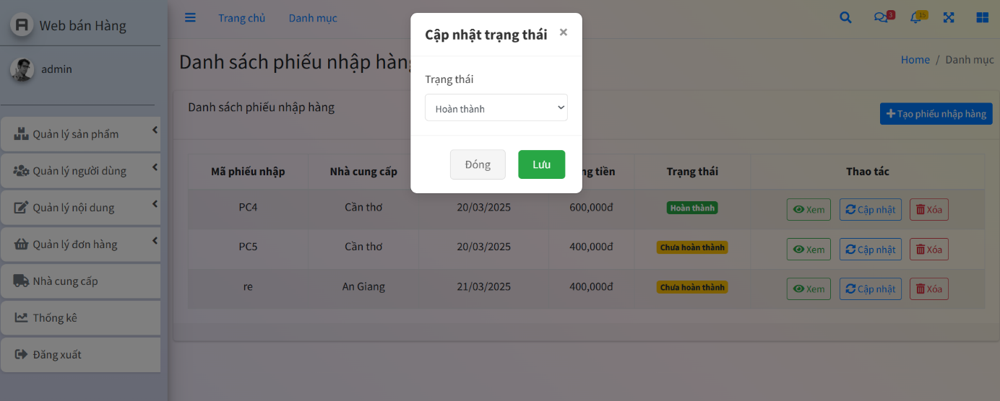 Web bán Hàng
Trang chủ
Danh mục
3
15
admin
Danh sách phiếu nhập hàng
Home / Danh mục
Cập nhật trạng thái ×
Trạng thái
Hoàn thành
Đóng
Lưu
Danh sách phiếu nhập hàng
Tạo phiếu nhập hàng
Quản lý sản phẩm
Quản lý người dùng
Quản lý nội dung
Quản lý đơn hàng
Nhà cung cấp
Thống kê
Đăng xuất
Mã phiếu nhập Nhà cung cấp tiền Trạng thái Thao tác
PC4 Cần thơ 20/03/2025 600,000đ Hoàn thành Xem Cập nhật Xóa
PC5 Cần thơ 20/03/2025 400,000đ Chưa hoàn thành Xem Cập nhật Xóa
re An Giang 21/03/2025 400,000đ Chưa hoàn thành Xem Cập nhật Xóa